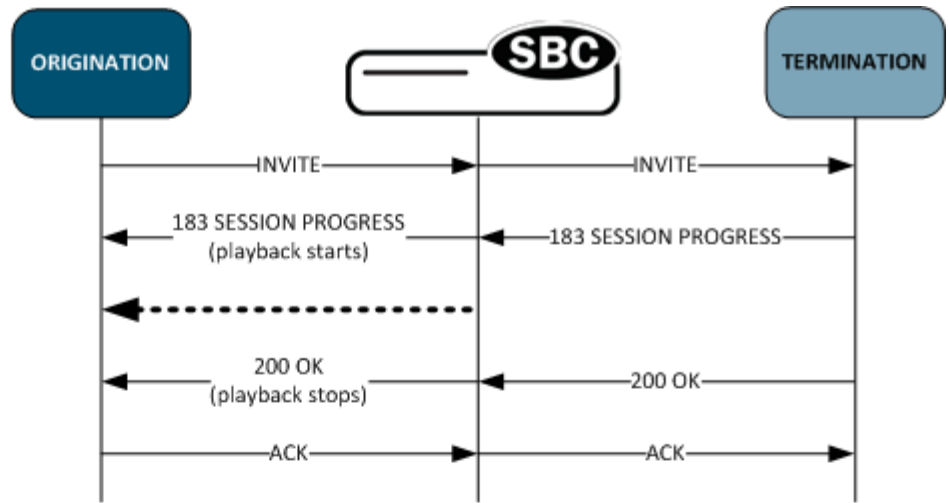 ORIGINATION
SBC
TERMINATION
INVITE
INVITE
183 SESSION PROGRESS
(playback starts)
183 SESSION PROGRESS
200 OK
(playback stops)
200 OK
ACK
ACK